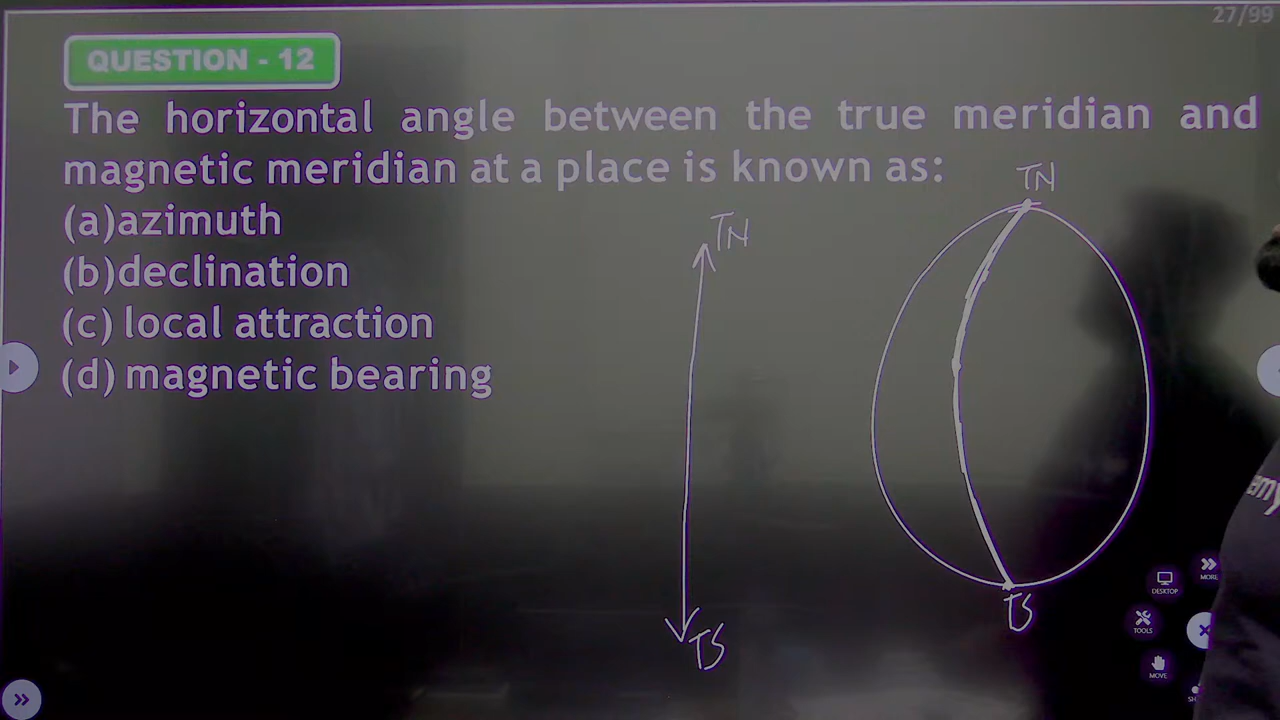 27/99
QUESTION - 12
The horizontal angle between the true meridian and
magnetic meridian at a place is known as:
(a)azimuth
(b)declination
(c) local attraction
(d) magnetic bearing
TN
TN
TS
TS
MORE
DESKTOP
TOOLS
MOVE